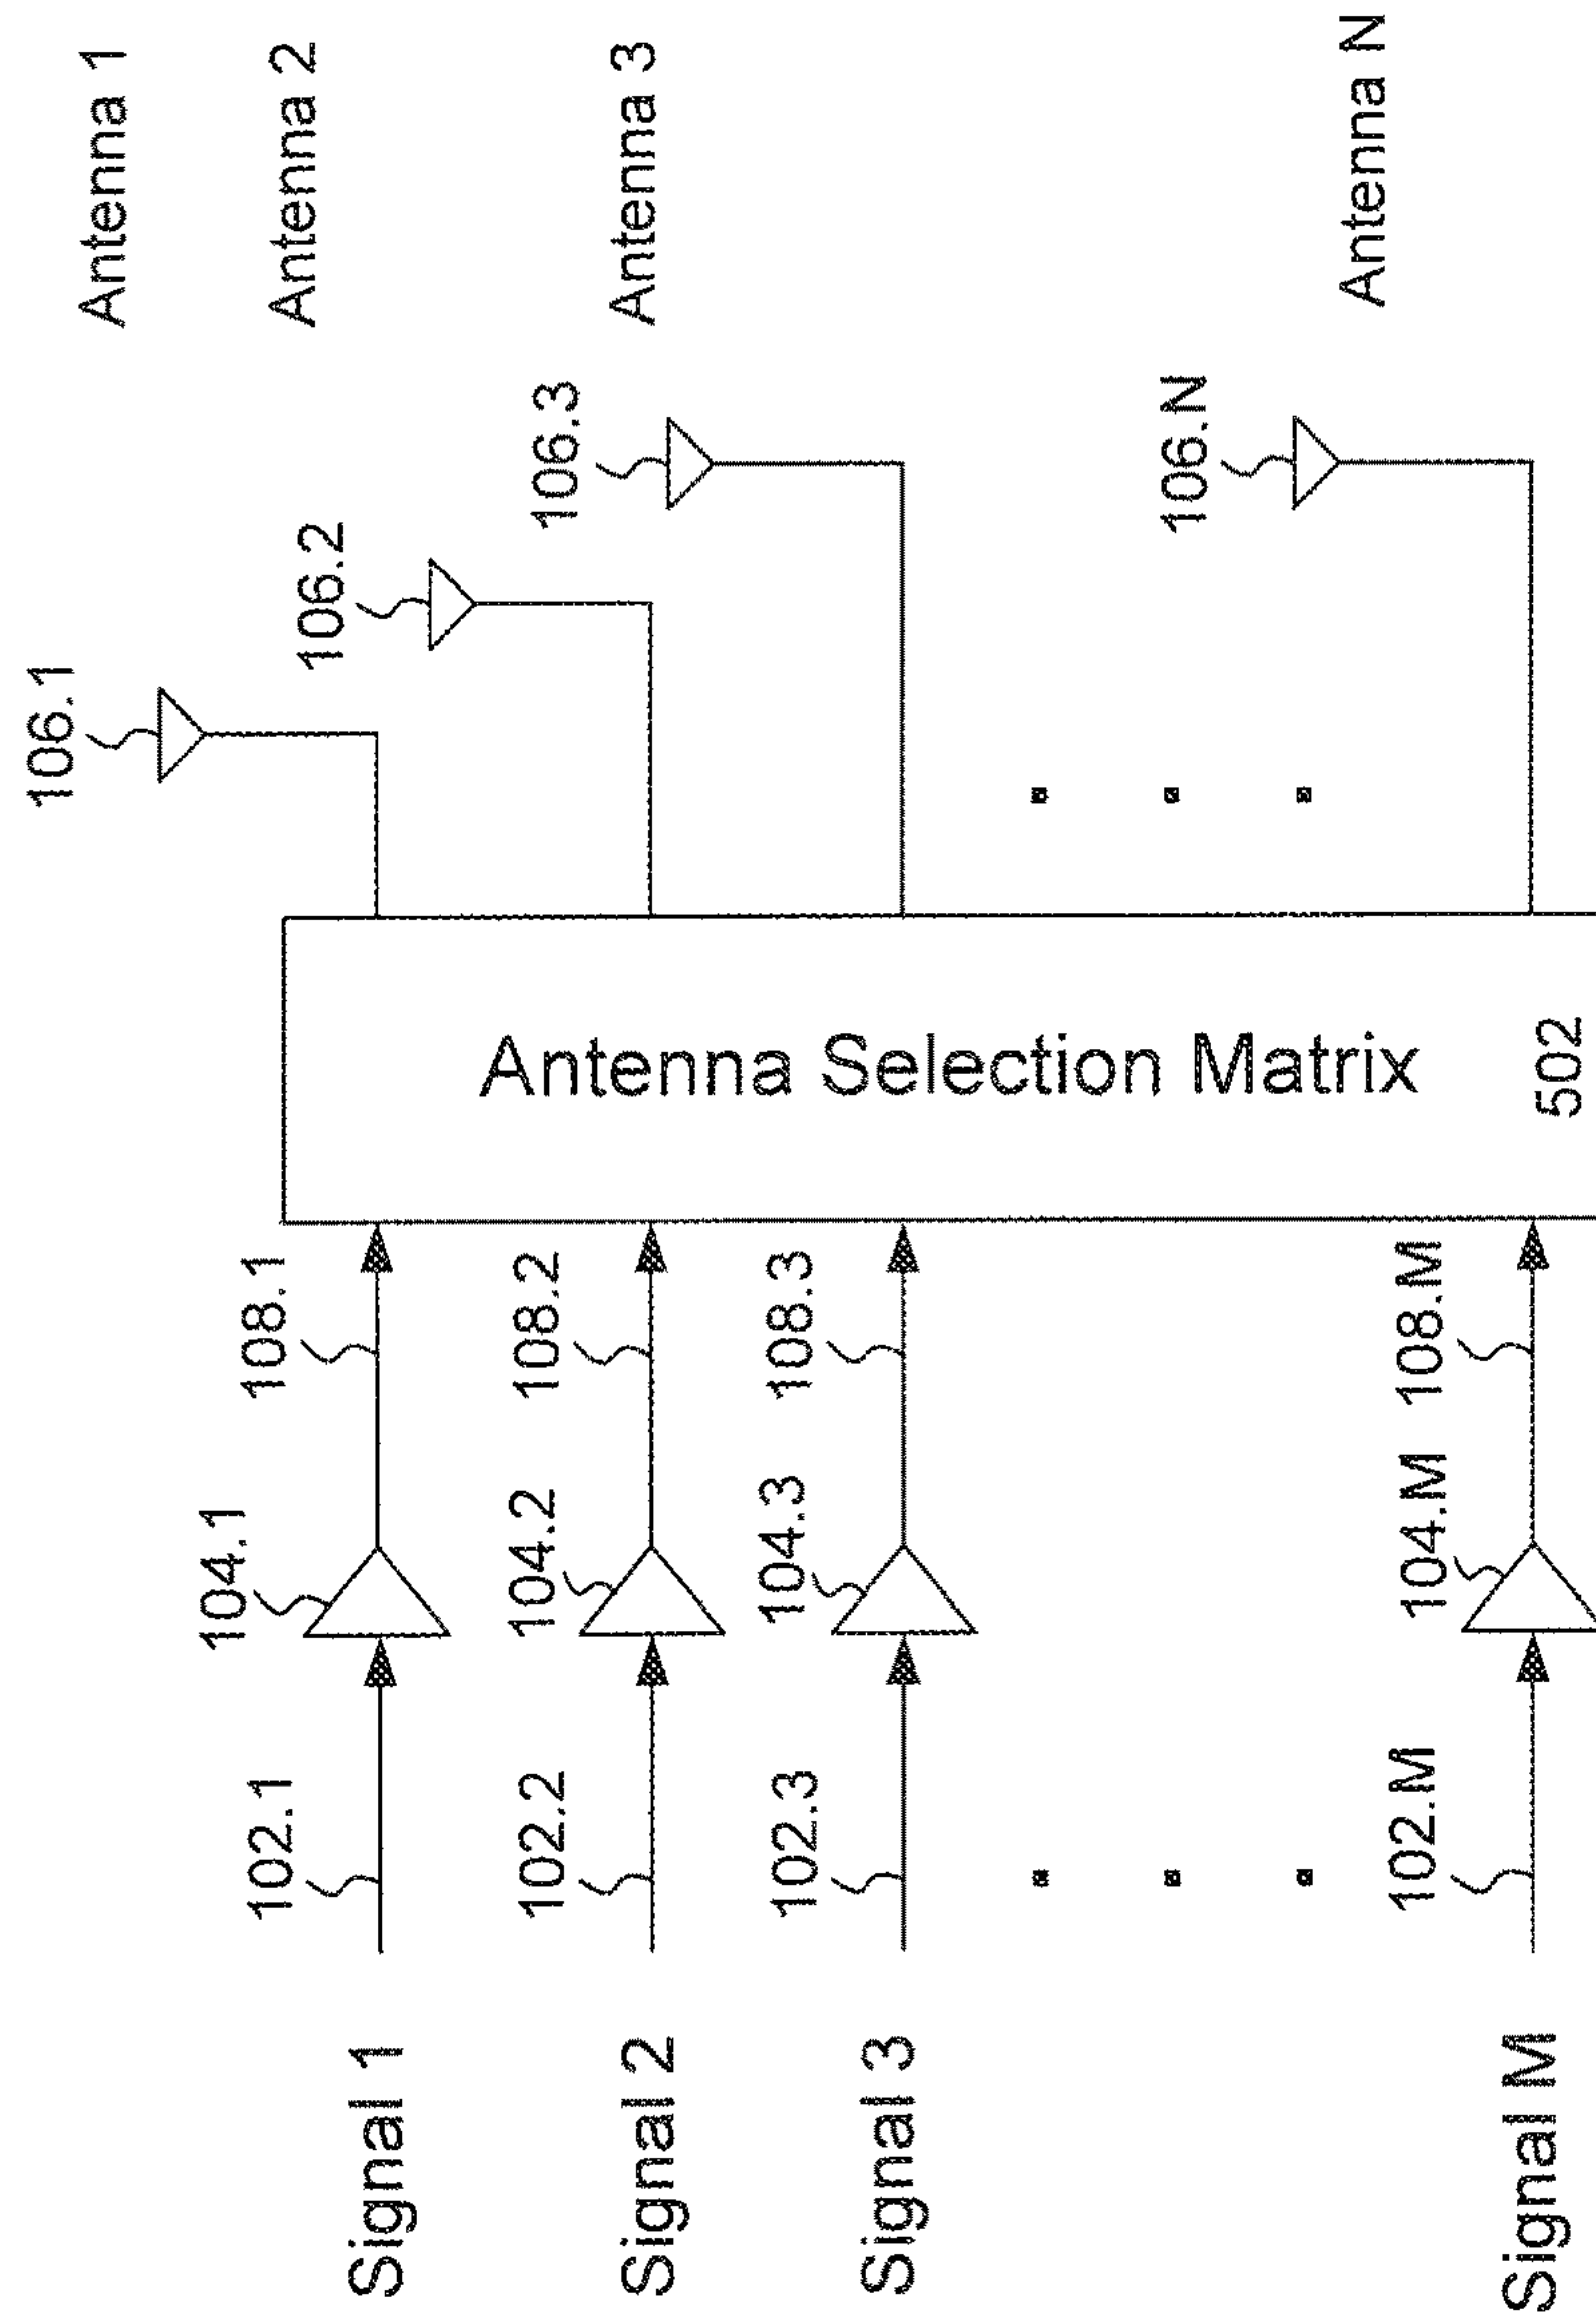 106.1
Antenna 1
104.1
102.1
108.1
Antenna 2
106.2
Signal 1
102.2
104.2
108.2
106.3
Antenna 3
Signal 2
102.3
104.3
108.3
Signal 3
Antenna Selection Matrix
106.N
Antenna N
102.M
104.M
108.M
Signal M
502